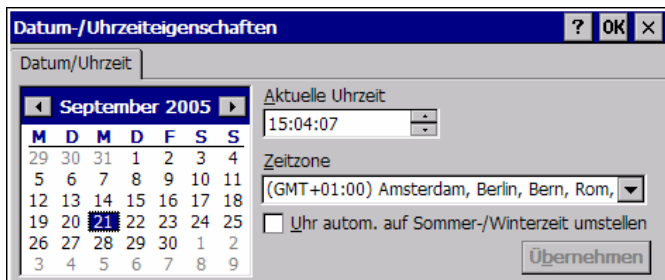 Datum-/Uhrzeiteigenschaften ? OK ×
Datum/Uhrzeit
September 2005
M D M D F S S
29 30 31 1 2 3 4
5 6 7 8 9 10 11
12 13 14 15 16 17 18
19 20 21 22 23 24 25
26 27 28 29 30 1 2
3 4 5 6 7 8 9
Aktuelle Uhrzeit
15:04:07
Zeitzone
(GMT+01:00) Amsterdam, Berlin, Bern, Rom,
Uhr autom. auf Sommer-/Winterzeit umstellen
Übernehmen